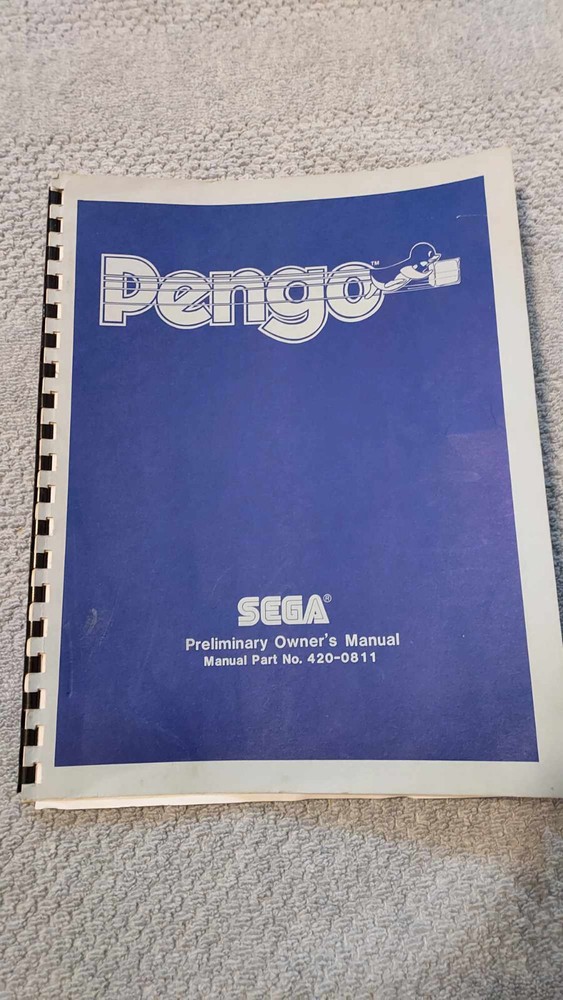 Pengo™
SEGA®
Preliminary Owner's Manual
Manual Part No. 420-0811